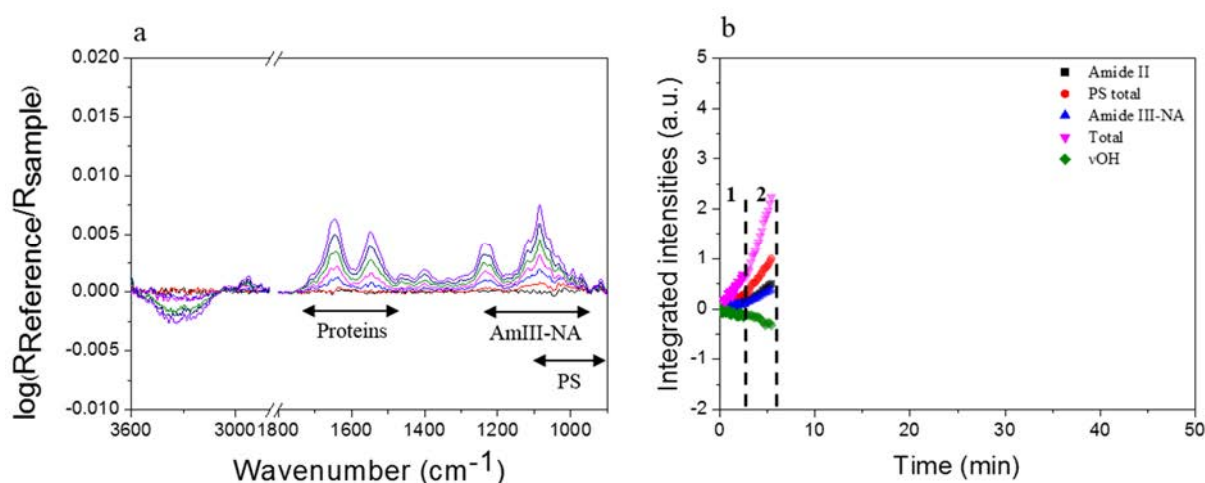 a
log(RReference/Rsample)
0.020
0.015
0.010
0.005
0.000
-0.005
-0.010
Proteins
AmIII-NA
PS
3600 3000 1800 1600 1400 1200 1000
Wavenumber (cm-1)
b
Integrated intensities (a.u.)
5
4
3
2
1
0
-1
-2
1 2
Amide II
PS total
Amide III-NA
Total
νOH
0 10 20 30 40 50
Time (min)